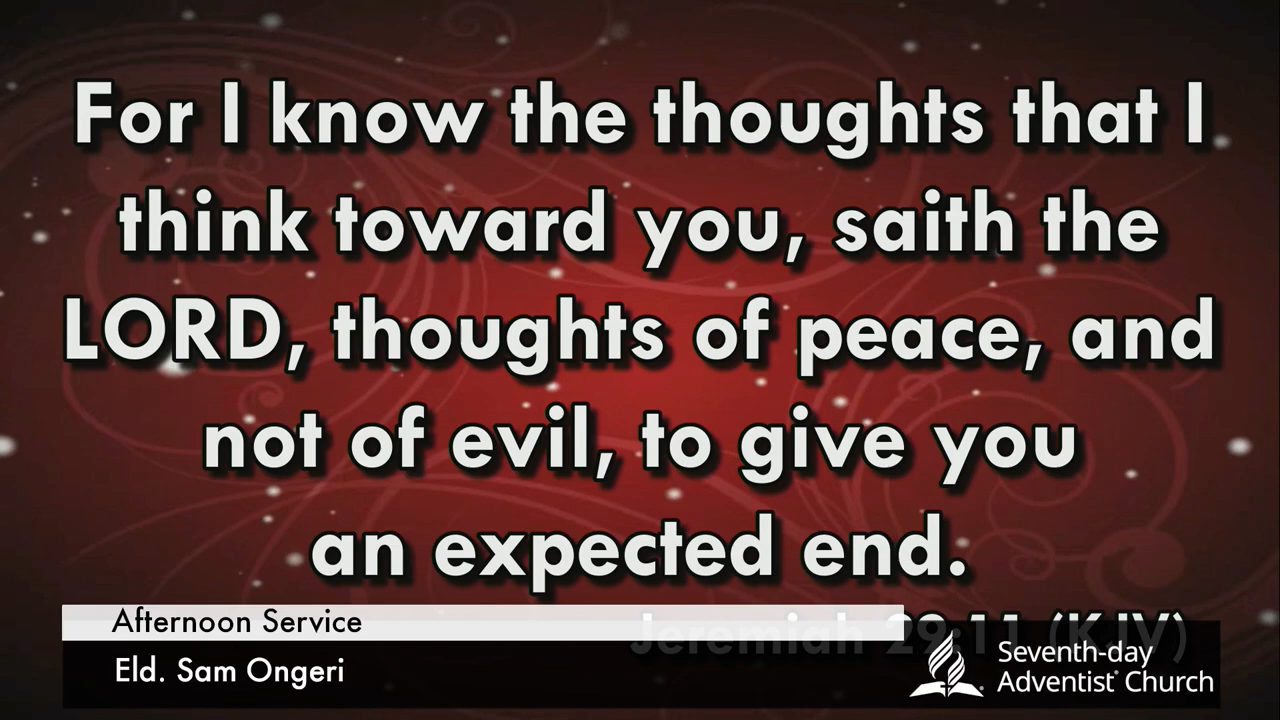 For I know the thoughts that I
think toward you, saith the
LORD, thoughts of peace, and
not of evil, to give you
an expected end.
Jeremiah 29:11 (KJV)
Afternoon Service
Eld. Sam Ongeri
Seventh-day
Adventist® Church